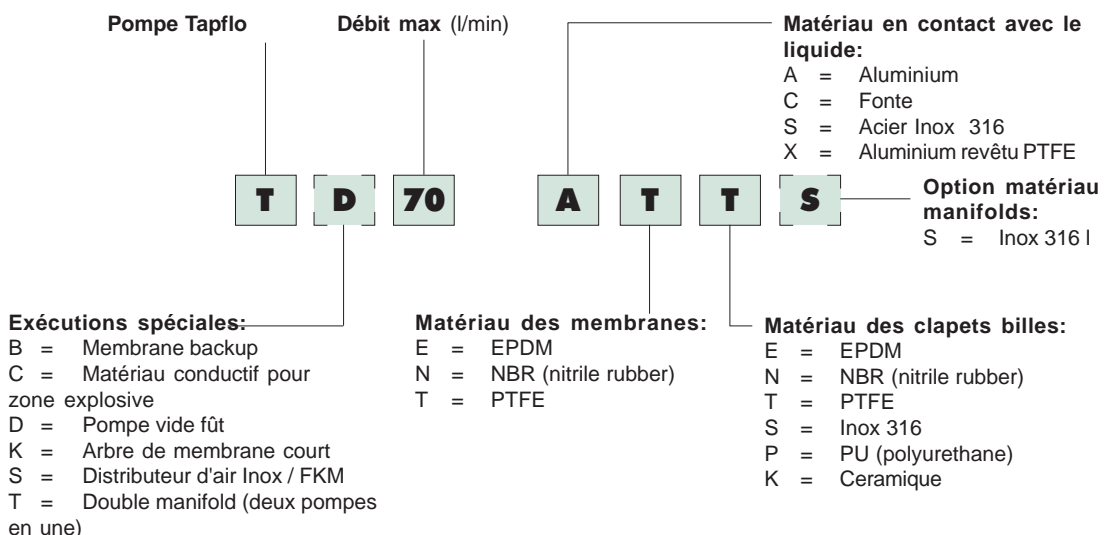 Pompe Tapflo
Débit max (l/min)
Matériau en contact avec le
liquide:
A = Aluminium
C = Fonte
S = Acier Inox 316
X = Aluminium revêtu PTFE
T D 70 A T T S
Option matériau
manifolds:
S = Inox 316 l
Exécutions spéciales:
B = Membrane backup
C = Matériau conductif pour
zone explosive
D = Pompe vide fût
K = Arbre de membrane court
S = Distributeur d'air Inox / FKM
T = Double manifold (deux pompes
en une)
Matériau des membranes:
E = EPDM
N = NBR (nitrile rubber)
T = PTFE
Matériau des clapets billes:
E = EPDM
N = NBR (nitrile rubber)
T = PTFE
S = Inox 316
P = PU (polyurethane)
K = Ceramique